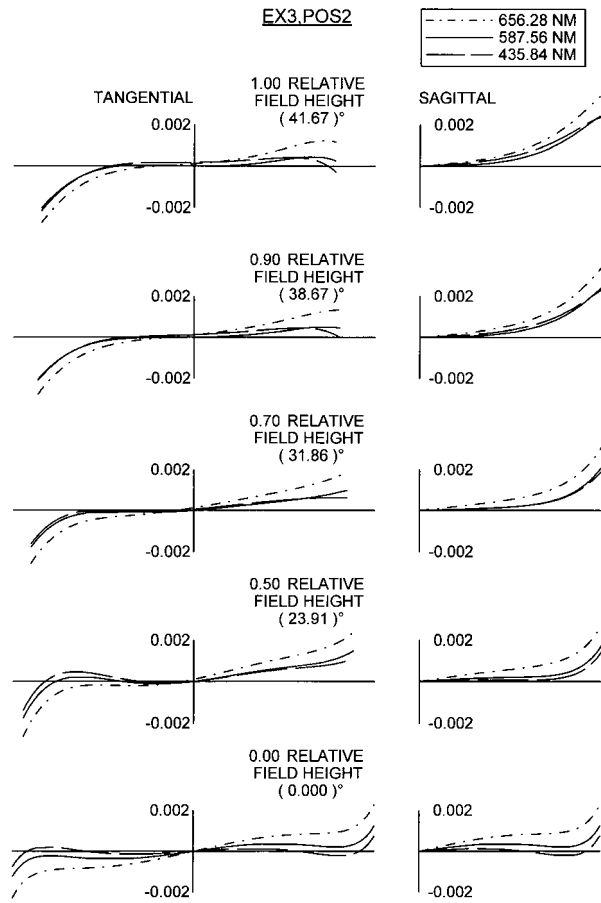 EX3,POS2
656.28 NM
587.56 NM
435.84 NM
TANGENTIAL
1.00 RELATIVE
FIELD HEIGHT
( 41.67 )°
SAGITTAL
0.002
-0.002
0.002
-0.002
0.90 RELATIVE
FIELD HEIGHT
( 38.67 )°
0.002
-0.002
0.002
-0.002
0.70 RELATIVE
FIELD HEIGHT
( 31.86 )°
0.002
-0.002
0.002
-0.002
0.50 RELATIVE
FIELD HEIGHT
( 23.91 )°
0.002
-0.002
0.002
-0.002
0.00 RELATIVE
FIELD HEIGHT
( 0.000 )°
0.002
-0.002
0.002
-0.002